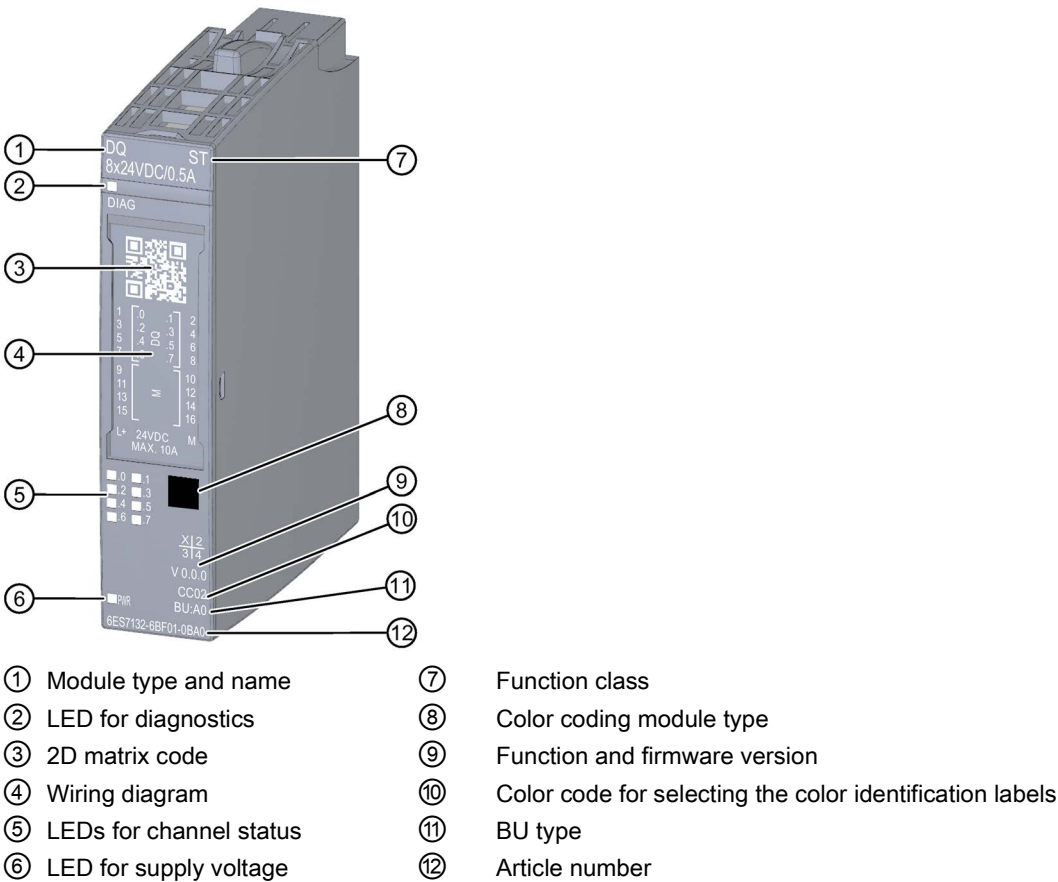 DQ ST
8x24VDC/0.5A
DIAG
1 .0 .1 2
3 .2 .3 4
5 .4 DQ .5 6
7 .7 8
9 10
11 12
13 M 14
15 16
L+ 24VDC M
MAX. 10A
.0 .1
.2 .3
.4 .5
.6 .7
X 2
3 4
V 0.0.0
CC02
PWR BU:A0
6ES7132-6BF01-0BA0
① ⑦
②
③
④
⑧
⑤ ⑨
⑩
⑥ ⑪
⑫
① Module type and name ⑦ Function class
② LED for diagnostics ⑧ Color coding module type
③ 2D matrix code ⑨ Function and firmware version
④ Wiring diagram ⑩ Color code for selecting the color identification labels
⑤ LEDs for channel status ⑪ BU type
⑥ LED for supply voltage ⑫ Article number